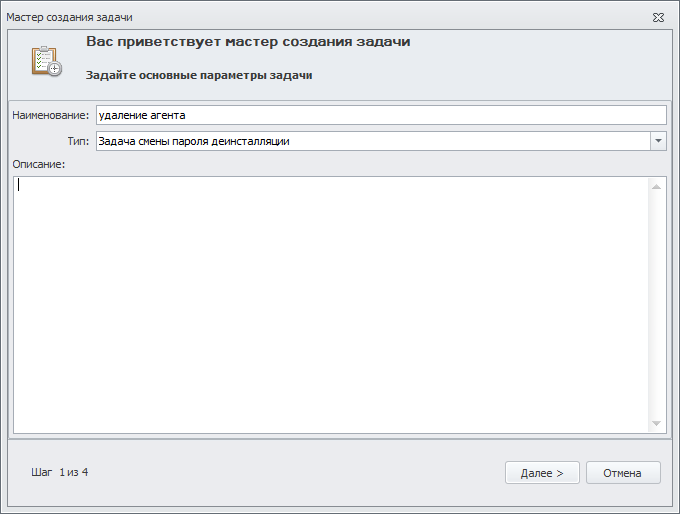 Мастер создания задачи
Вас приветствует мастер создания задачи
Задайте основные параметры задачи
Наименование: удаление агента
Тип: Задача смены пароля деинсталляции
Описание:
Шаг 1 из 4
Далее > Отмена